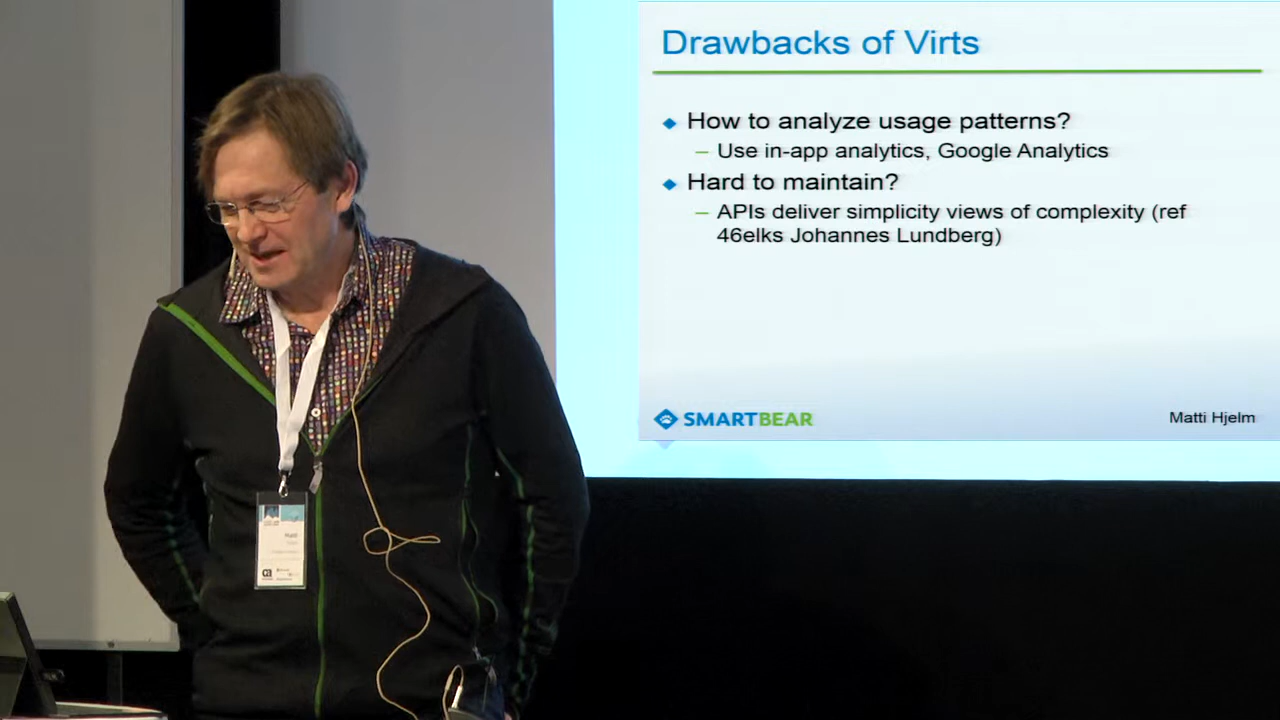 Drawbacks of Virts
How to analyze usage patterns?
– Use in-app analytics, Google Analytics
Hard to maintain?
– APIs deliver simplicity views of complexity (ref
46elks Johannes Lundberg)
SMARTBEAR
Matti Hjelm